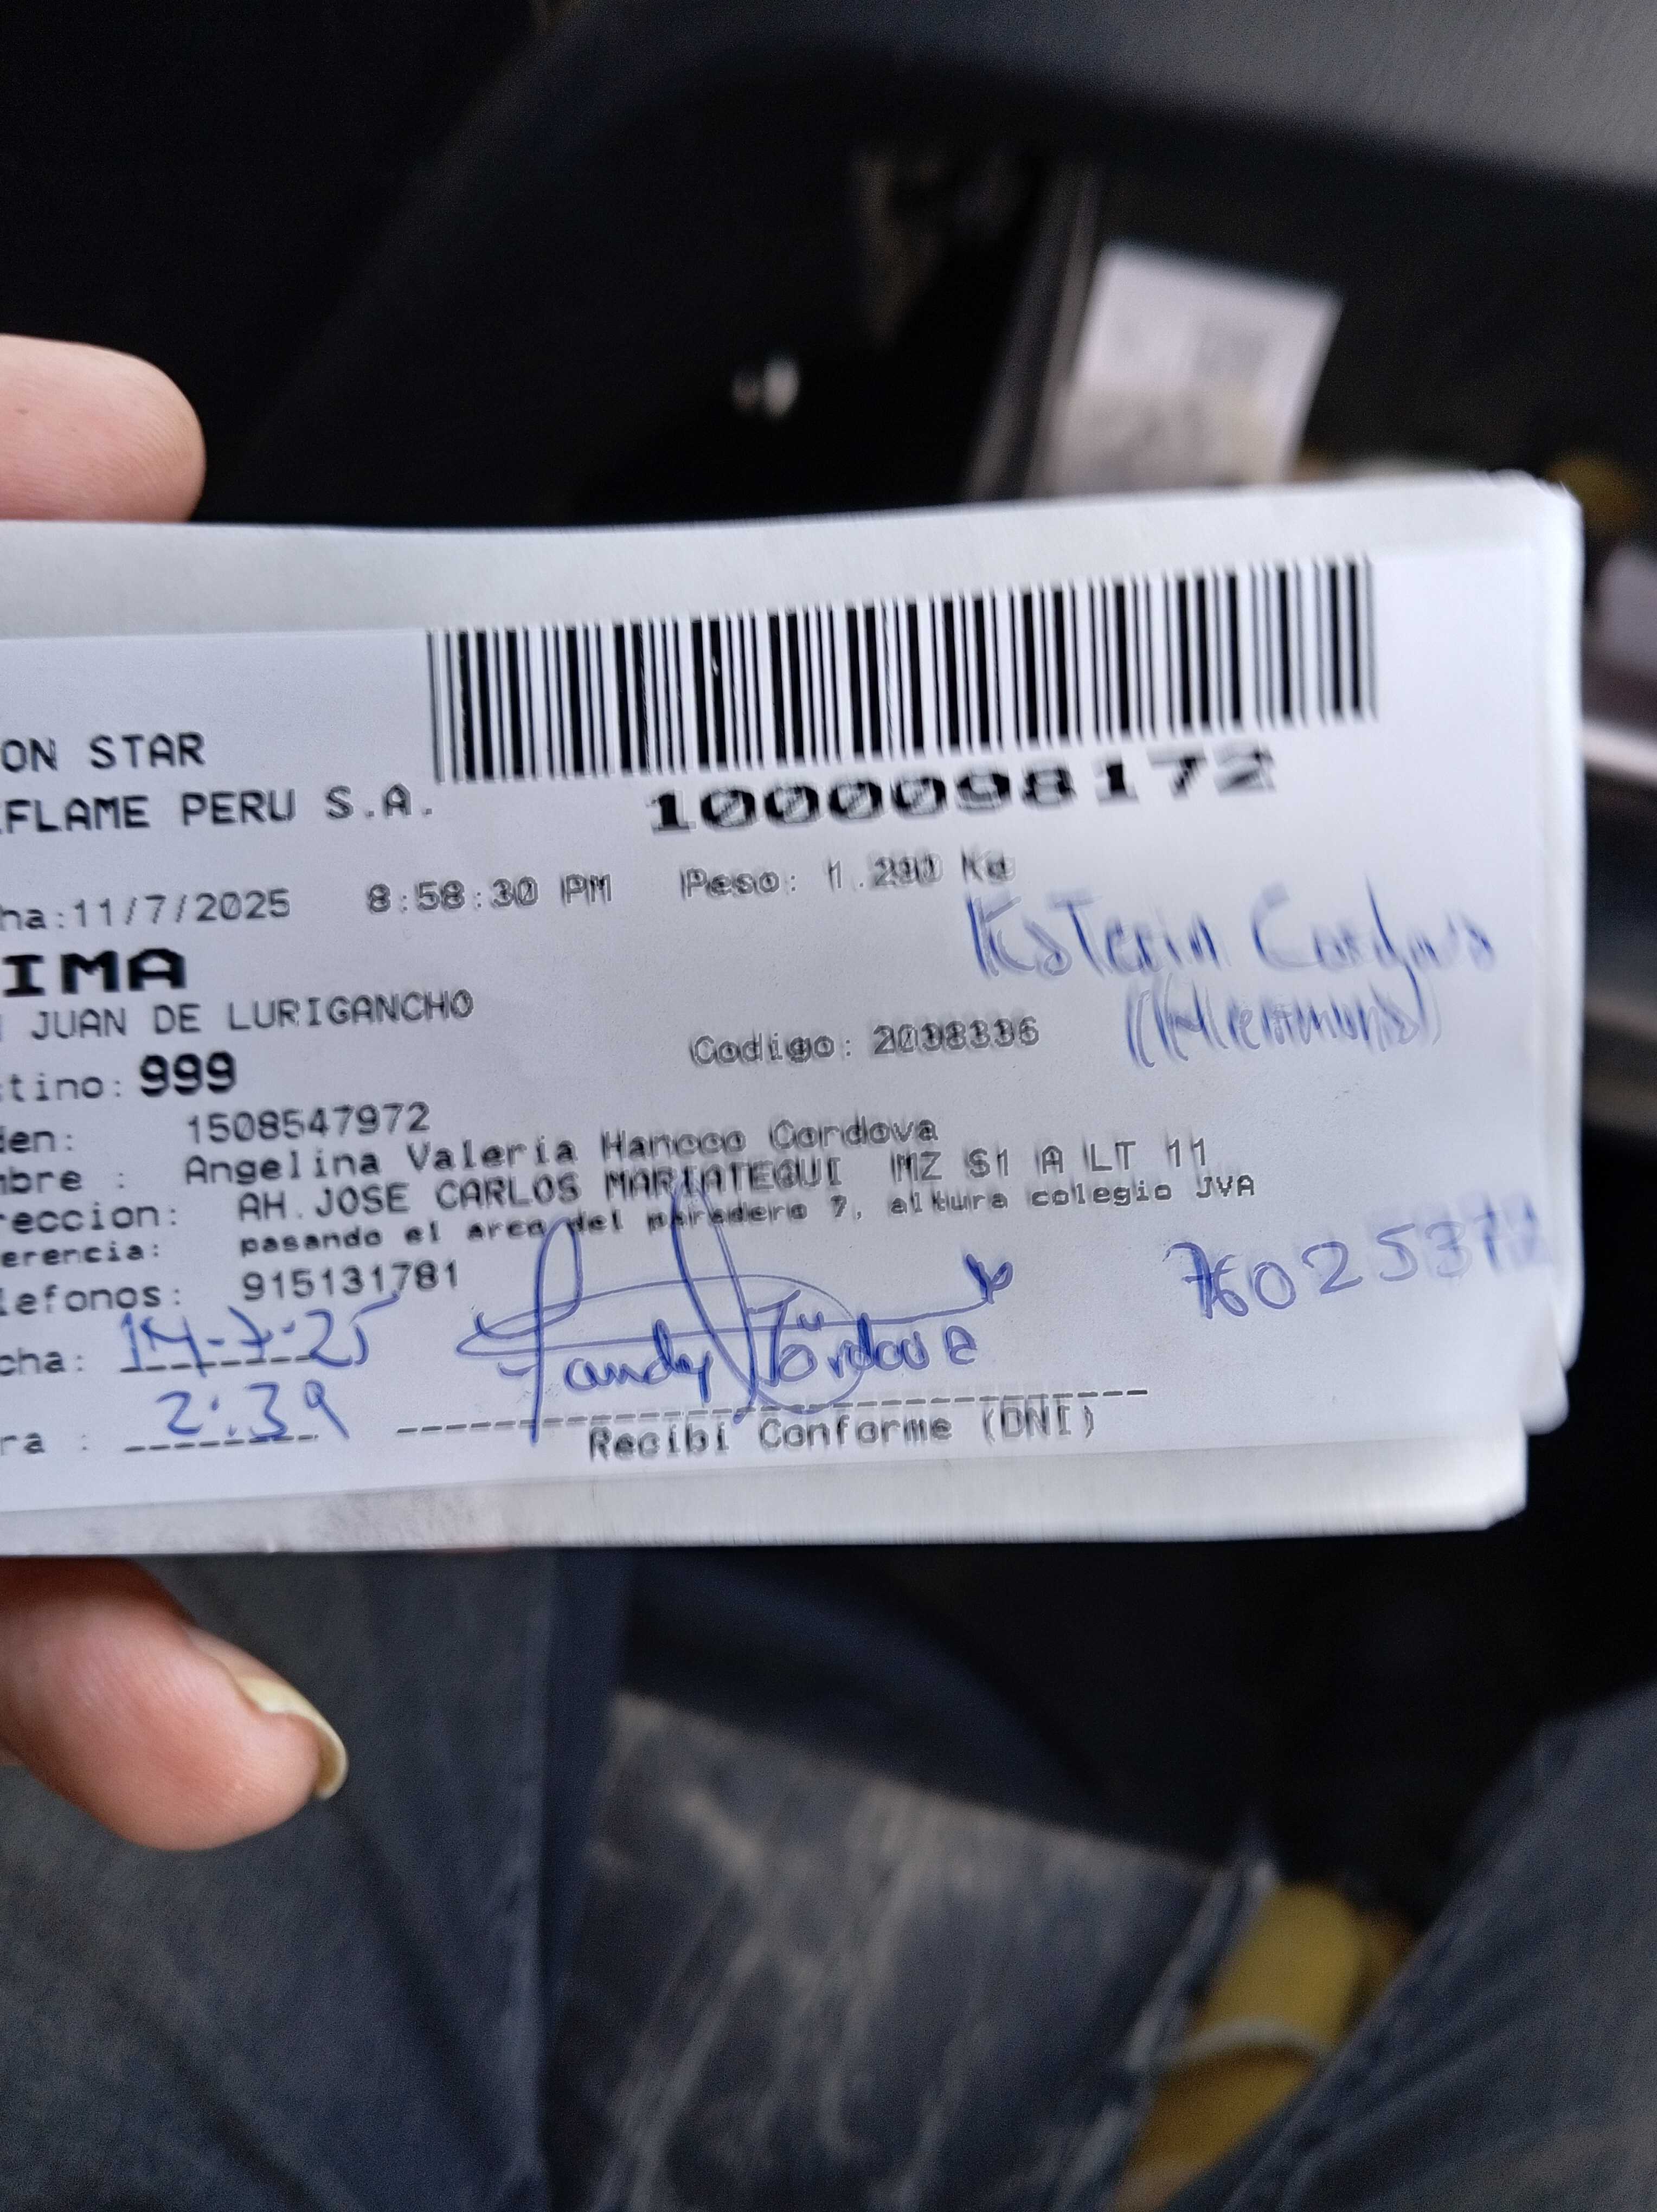 ON STAR
FLAME PERU S.A.
1000098172
ha:11/7/2025 8:58:30 PM Peso: 1.290 Kg
IMA
JUAN DE LURIGANCHO
Codigo: 2038336
tino: 999
den: 1508547972
mbre : Angelina Valeria Hancco Cordova
reccion: AH.JOSE CARLOS MARIATEGUI MZ S1 A LT 11
erencia: pasando el arco del paradero 7, altura colegio JVA
lefonos: 915131781
cha: 14-7-25
Cordova
ra : 2:39
Recibi Conforme (DNI)